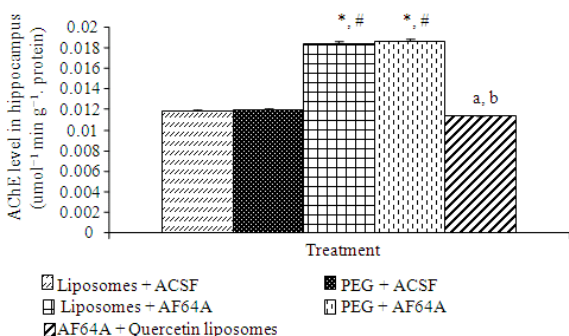 AChE level in hippocampus
(umol⁻¹ min g⁻¹. protein)
0.02
0.018
0.016
0.014
0.012
0.01
0.008
0.006
0.004
0.002
0
*, #
*, #
a, b
Treatment
Liposomes + ACSF
PEG + ACSF
Liposomes + AF64A
PEG + AF64A
AF64A + Quercetin liposomes